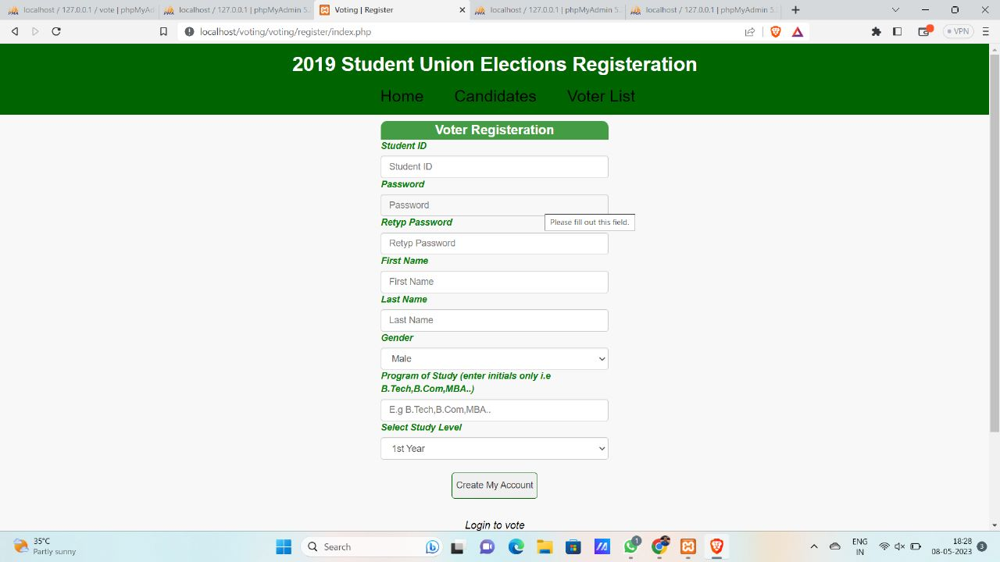 localhost / 127.0.0.1 / vote | phpMyAd
localhost / 127.0.0.1 | phpMyAdmin 5.
Voting | Register
localhost / 127.0.0.1 | phpMyAdmin 5.
localhost / 127.0.0.1 | phpMyAdmin 5.
localhost/voting/voting/register/index.php
VPN
2019 Student Union Elections Registeration
Home
Candidates
Voter List
Voter Registeration
Student ID
Student ID
Password
Password
Please fill out this field.
Retyp Password
Retyp Password
First Name
First Name
Last Name
Last Name
Gender
Male
Program of Study (enter initials only i.e
B.Tech,B.Com,MBA..)
E.g B.Tech,B.Com,MBA..
Select Study Level
1st Year
Create My Account
Login to vote
35°C
Partly sunny
Search
1
ENG
IN
18:28
08-05-2023
3